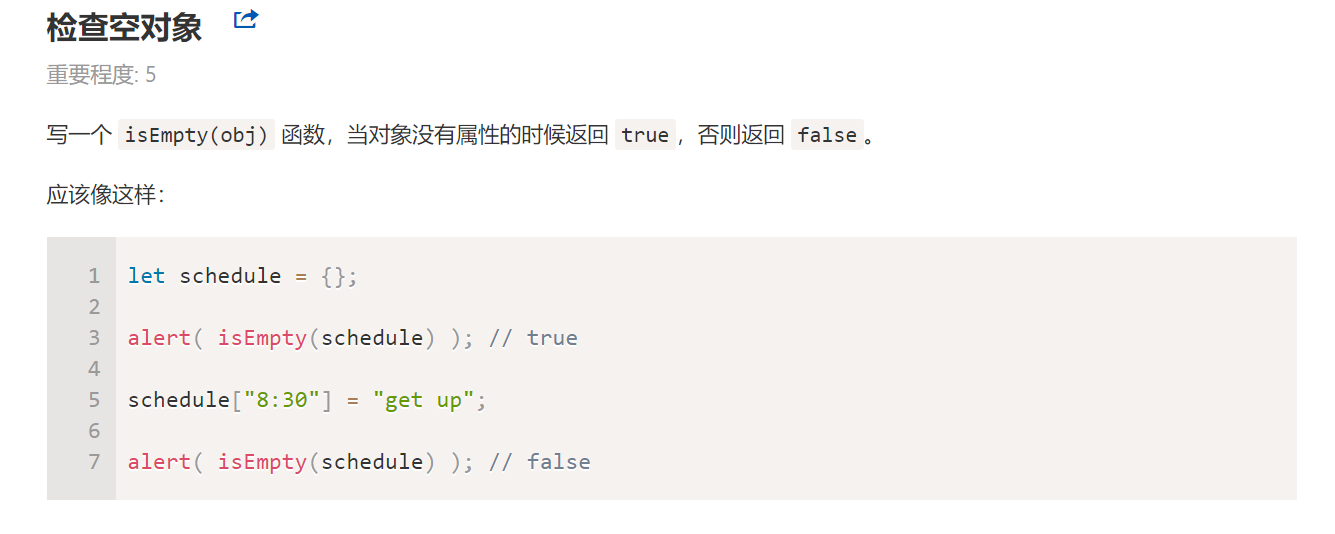 检查空对象
重要程度: 5
写一个 isEmpty(obj) 函数，当对象没有属性的时候返回 true，否则返回 false。
应该像这样：
1 let schedule = {};
2
3 alert( isEmpty(schedule) ); // true
4
5 schedule["8:30"] = "get up";
6
7 alert( isEmpty(schedule) ); // false